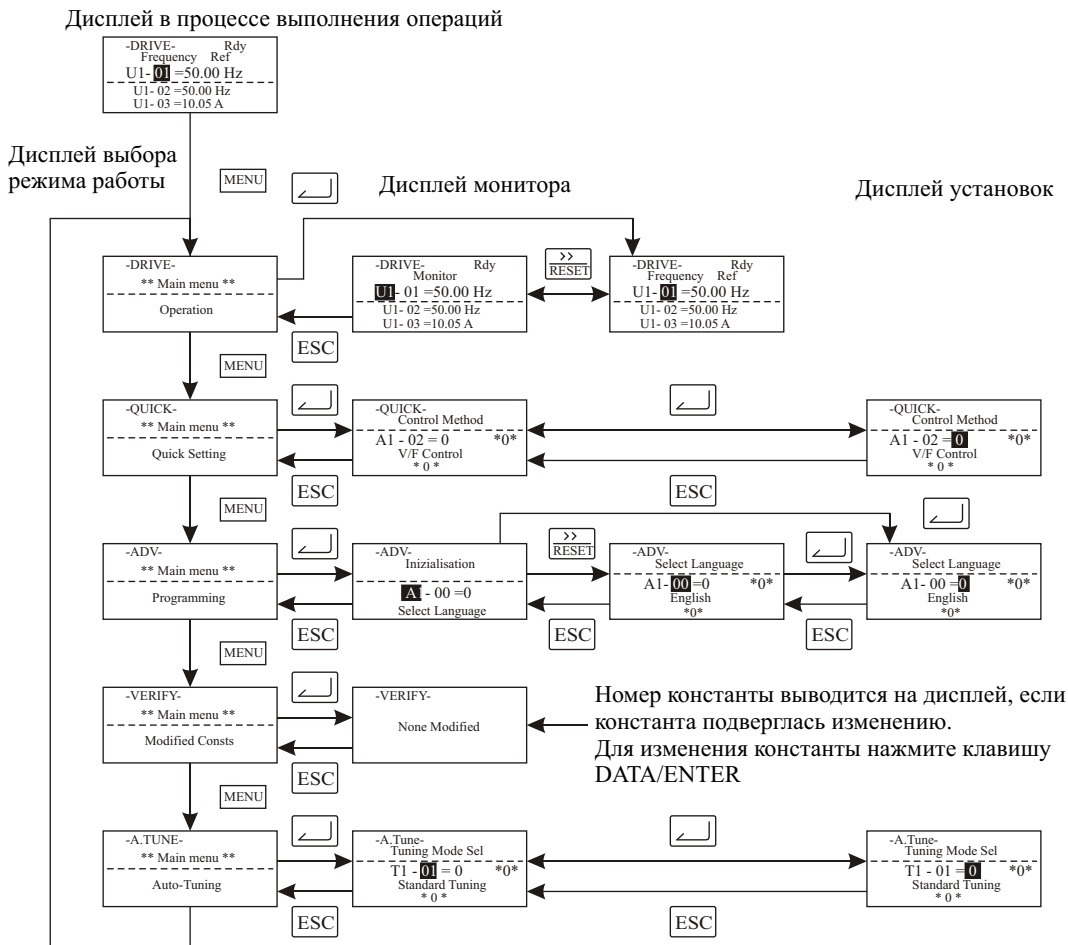 Дисплей в процессе выполнения операций
-DRIVE- Rdy
Frequency Ref
U1- 01 =50.00 Hz
U1- 02 =50.00 Hz
U1- 03 =10.05 A
Дисплей выбора
режима работы
MENU
Дисплей монитора
Дисплей установок
-DRIVE-
** Main menu **
Operation
-DRIVE- Rdy
Monitor
U1- 01 =50.00 Hz
U1- 02 =50.00 Hz
U1- 03 =10.05 A
>>
RESET
-DRIVE- Rdy
Frequency Ref
U1- 01 =50.00 Hz
U1- 02 =50.00 Hz
U1- 03 =10.05 A
ESC
MENU
-QUICK-
** Main menu **
Quick Setting
-QUICK-
Control Method
A1 - 02 = 0 *0*
V/F Control
* 0 *
-QUICK-
Control Method
A1 - 02 = 0 *0*
V/F Control
* 0 *
ESC
ESC
MENU
-ADV-
** Main menu **
Programming
-ADV-
Inizialisation
A1 - 00 =0
Select Language
>>
RESET
-ADV-
Select Language
A1- 00 =0 *0*
English
*0*
-ADV-
Select Language
A1- 00 =0 *0*
English
*0*
ESC
ESC
ESC
MENU
-VERIFY-
** Main menu **
Modified Consts
-VERIFY-
None Modified
Номер константы выводится на дисплей, если
константа подверглась изменению.
Для изменения константы нажмите клавишу
DATA/ENTER
ESC
MENU
-A.TUNE-
** Main menu **
Auto-Tuning
-A.Tune-
Tuning Mode Sel
T1 - 01 = 0 *0*
Standard Tuning
* 0 *
-A.Tune-
Tuning Mode Sel
T1 - 01 = 0 *0*
Standard Tuning
* 0 *
ESC
ESC